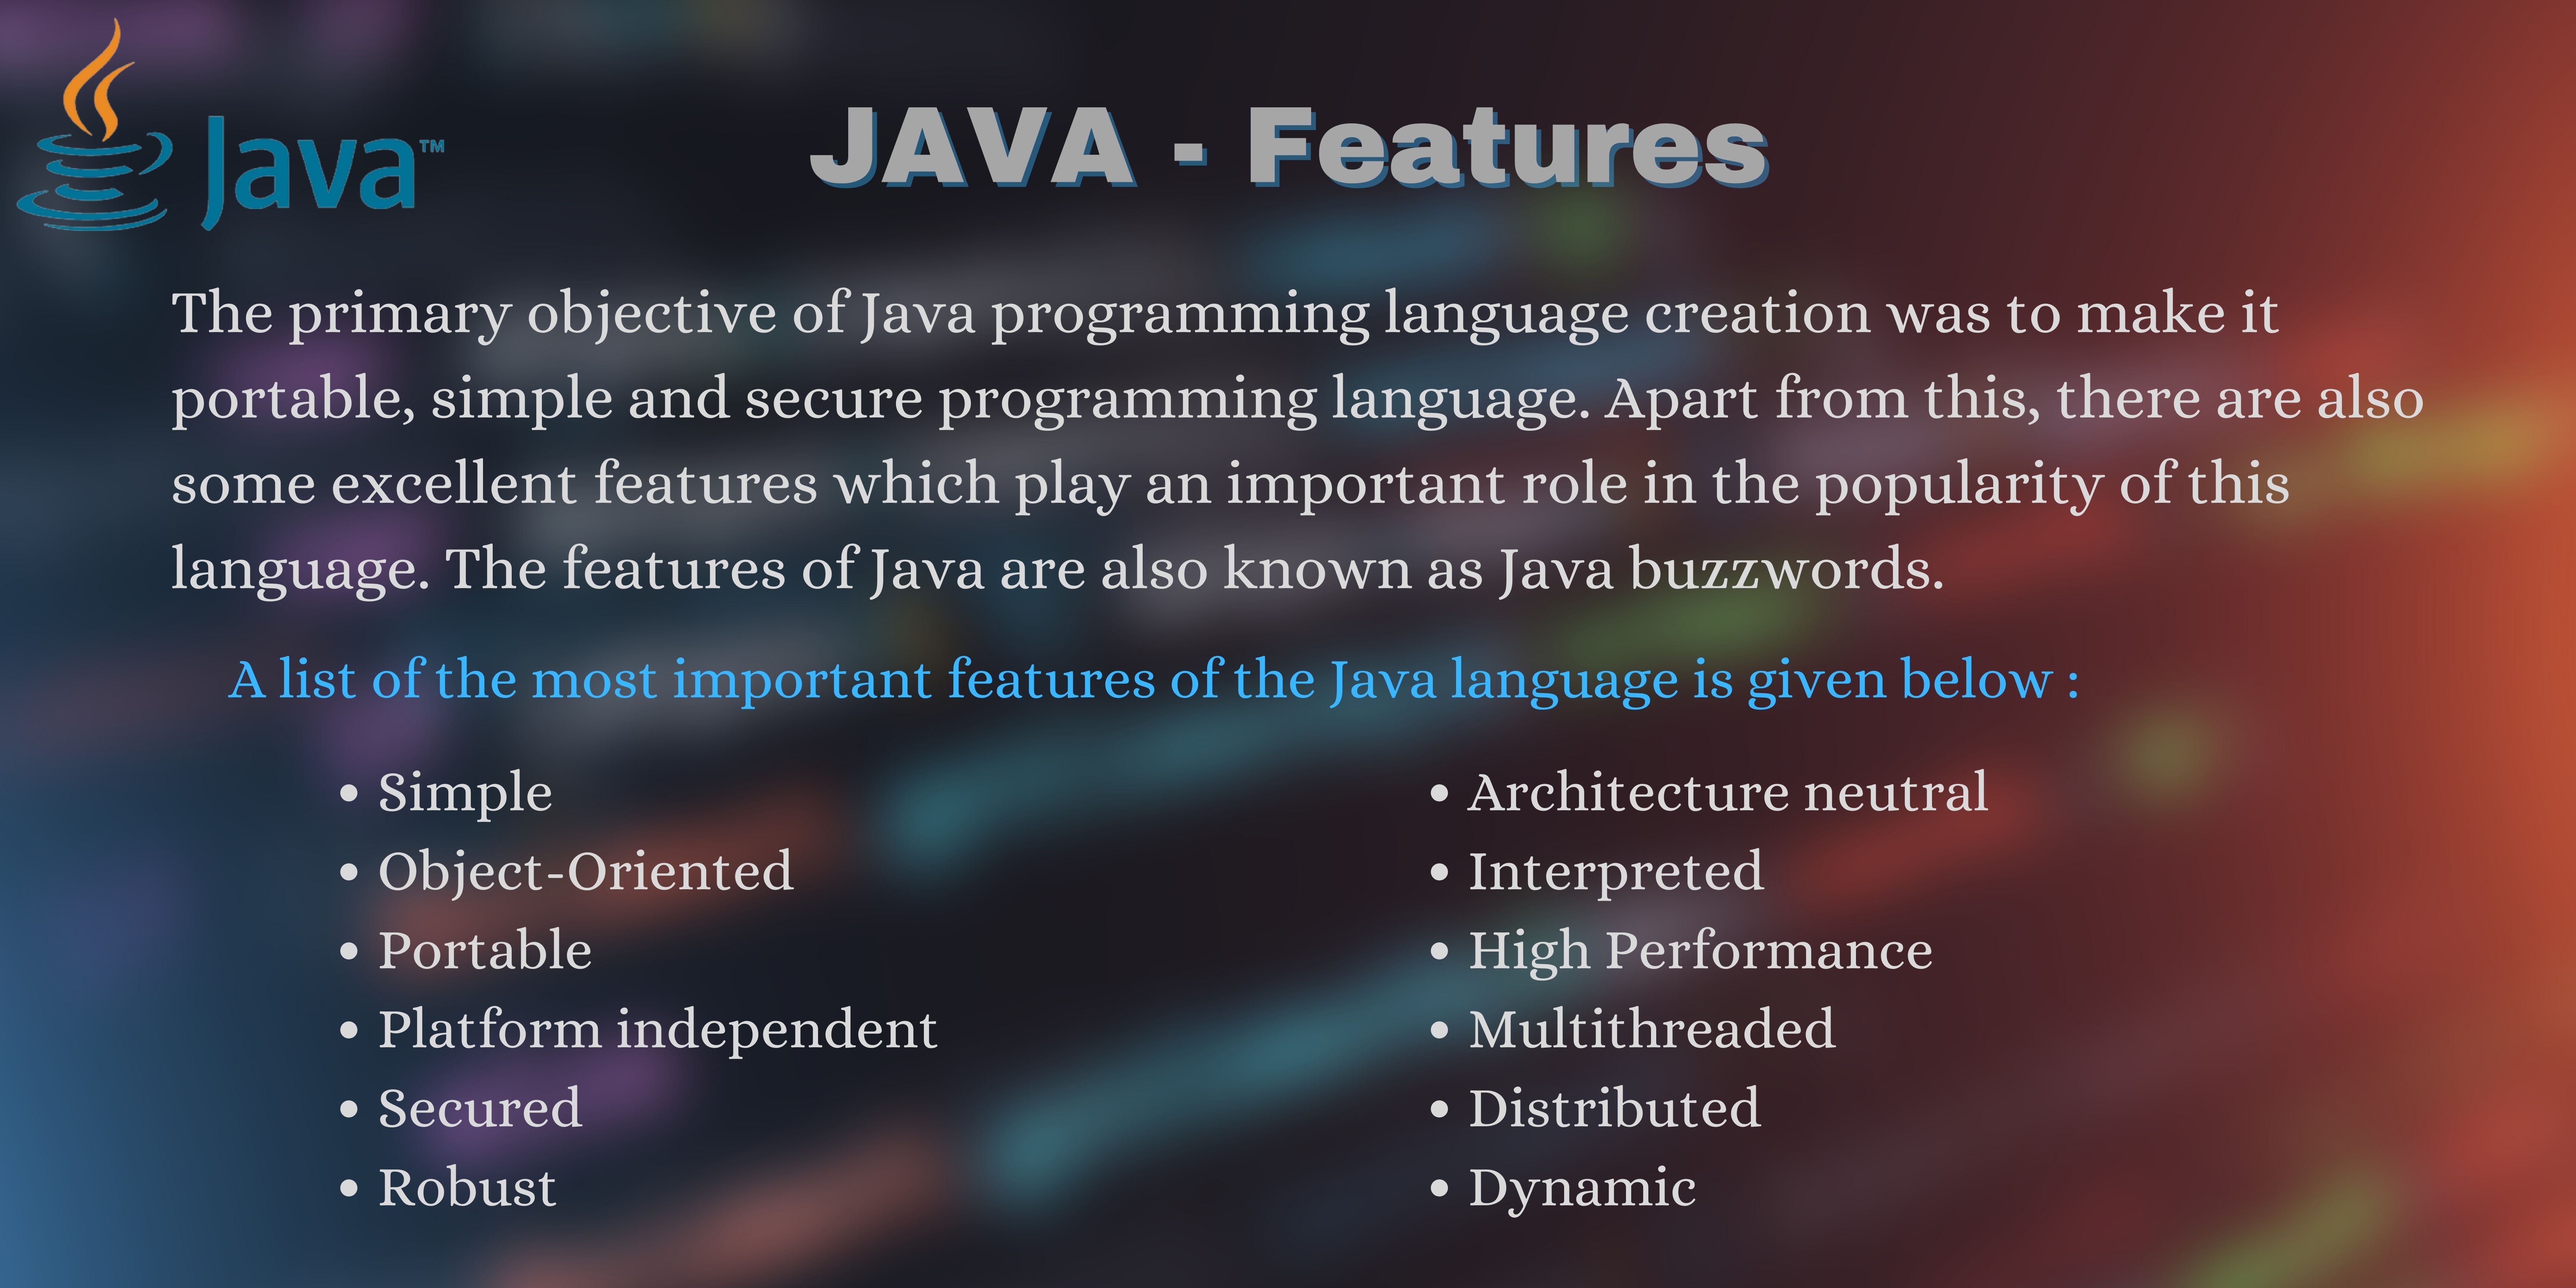 Java™
JAVA - Features
The primary objective of Java programming language creation was to make it
portable, simple and secure programming language. Apart from this, there are also
some excellent features which play an important role in the popularity of this
language. The features of Java are also known as Java buzzwords.
A list of the most important features of the Java language is given below :
• Simple
• Object-Oriented
• Portable
• Platform independent
• Secured
• Robust
• Architecture neutral
• Interpreted
• High Performance
• Multithreaded
• Distributed
• Dynamic